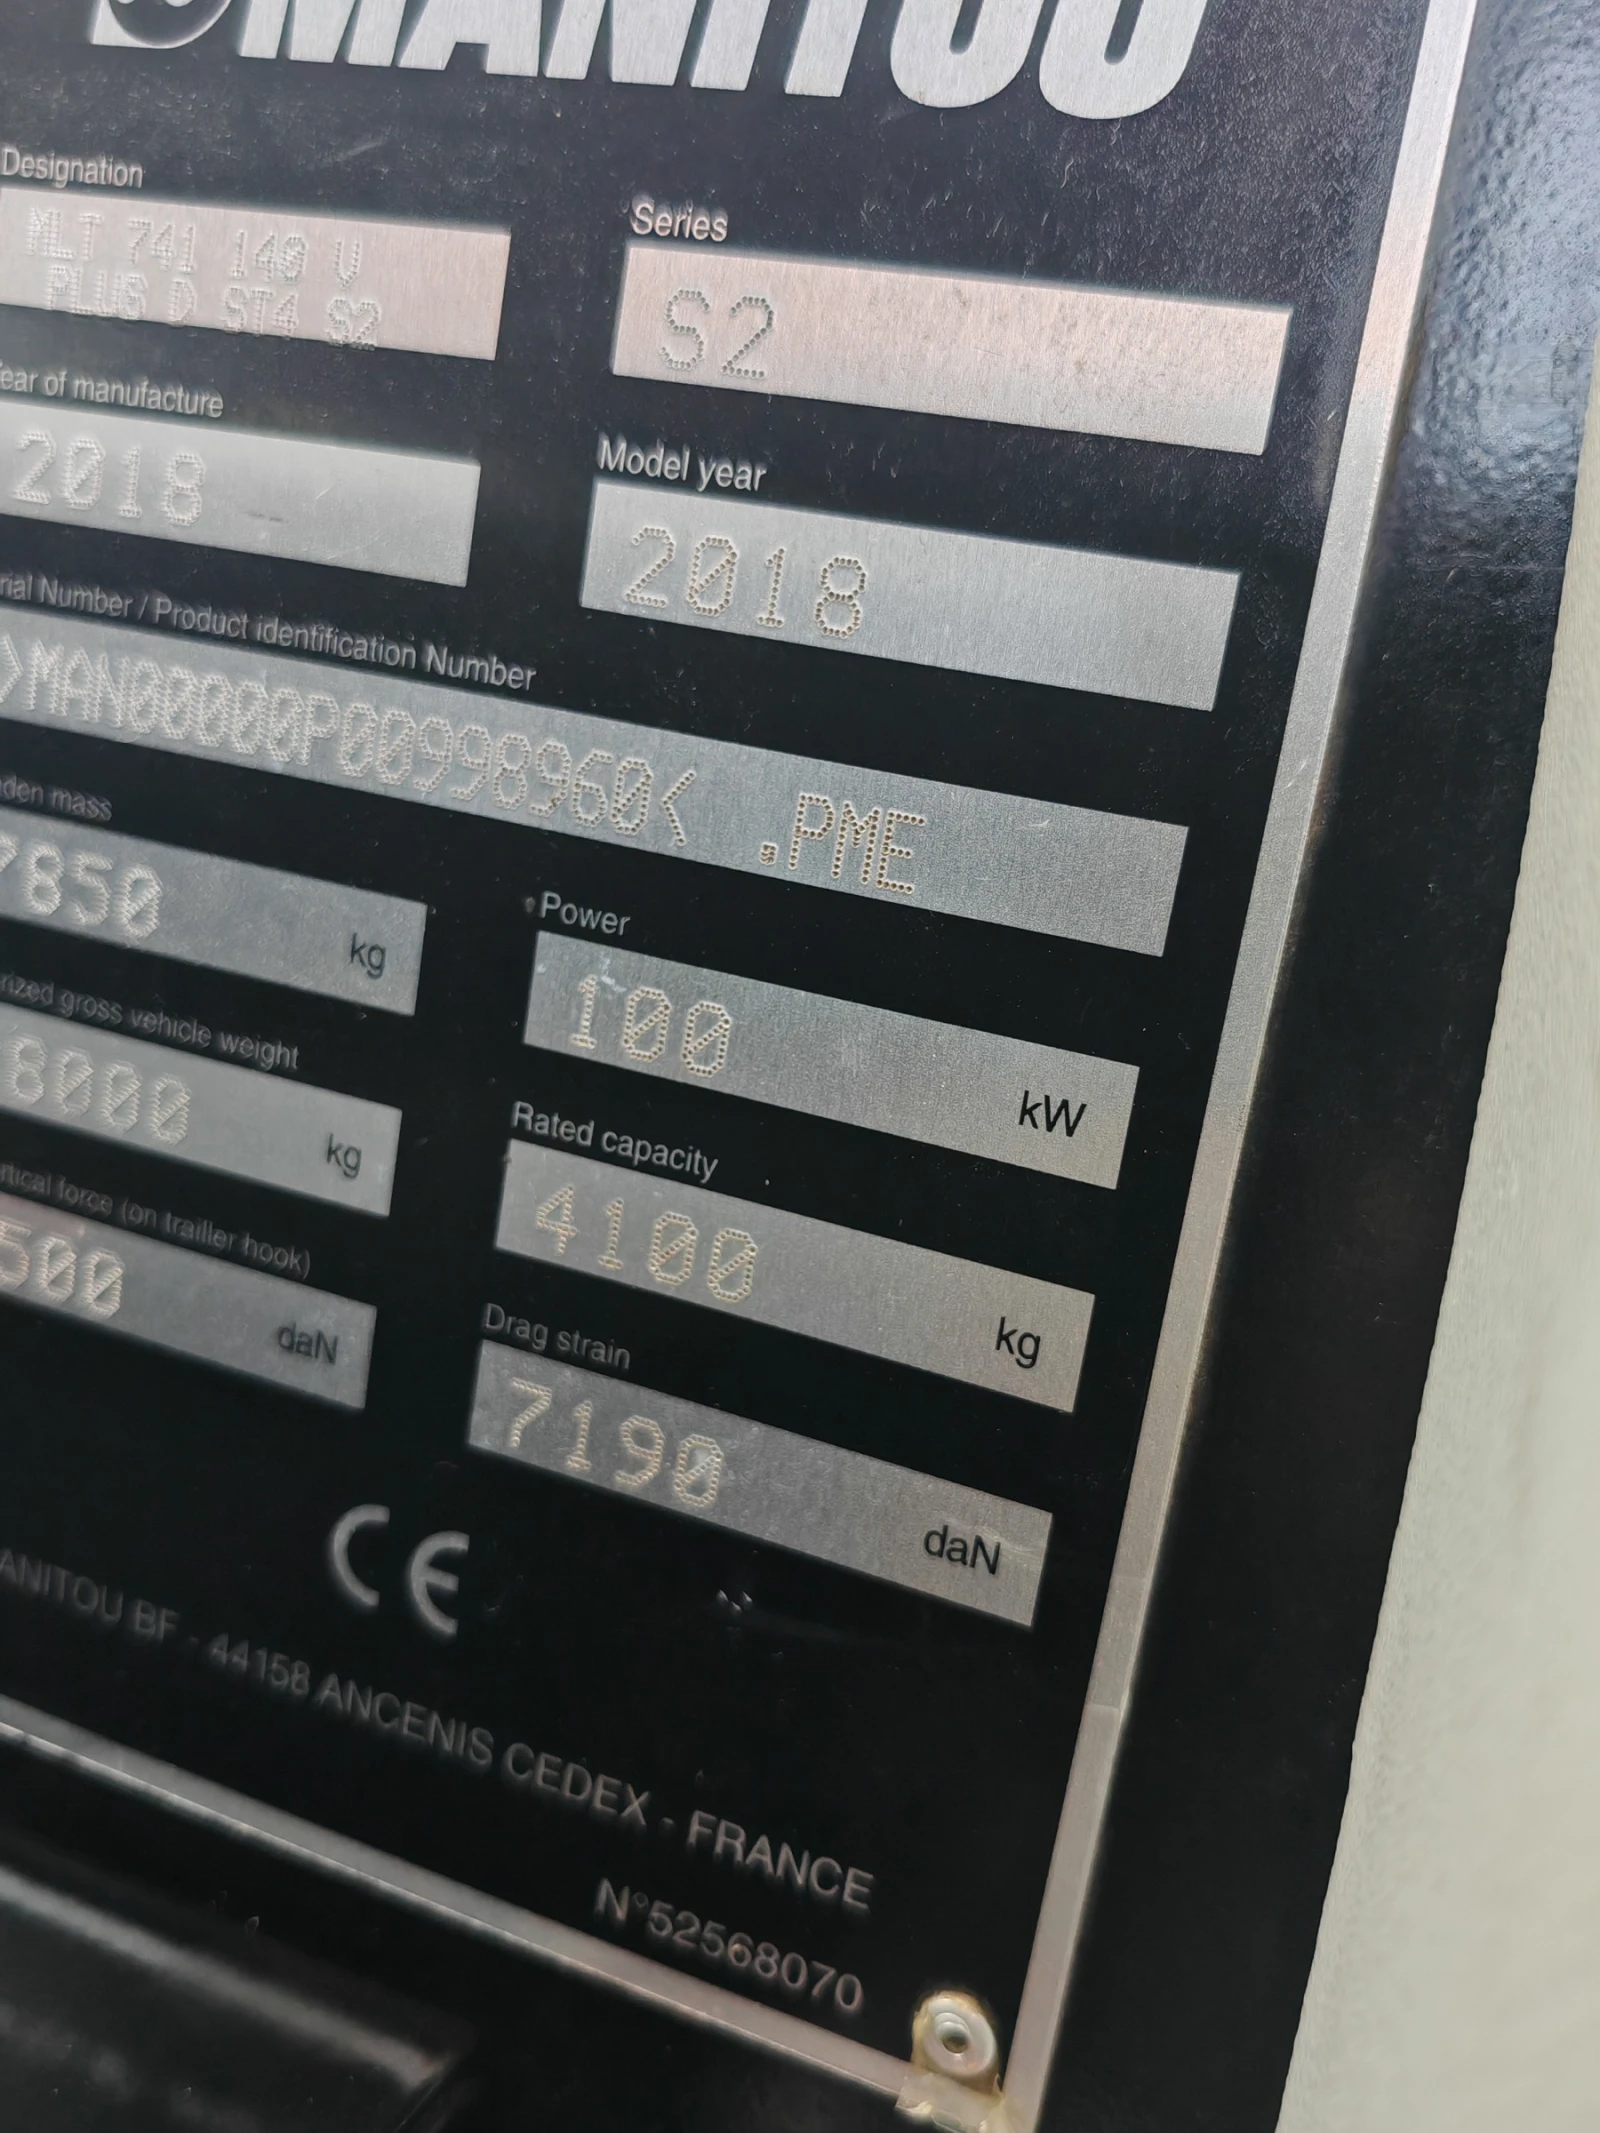 MANITOU
Designation
MLT 741 140 V
PLUS D ST4 S2
Series
S2
ear of manufacture
2018
Model year
2018
rial Number / Product identification Number
>MAN00000P00998960< .PME
den mass
7850 kg
Power
100 kW
rized gross vehicle weight
8000 kg
Rated capacity
4100 kg
rtical force (on trailler hook)
500 daN
Drag strain
7190 daN
CE
ANITOU BF - 44158 ANCENIS CEDEX - FRANCE
N°52568070